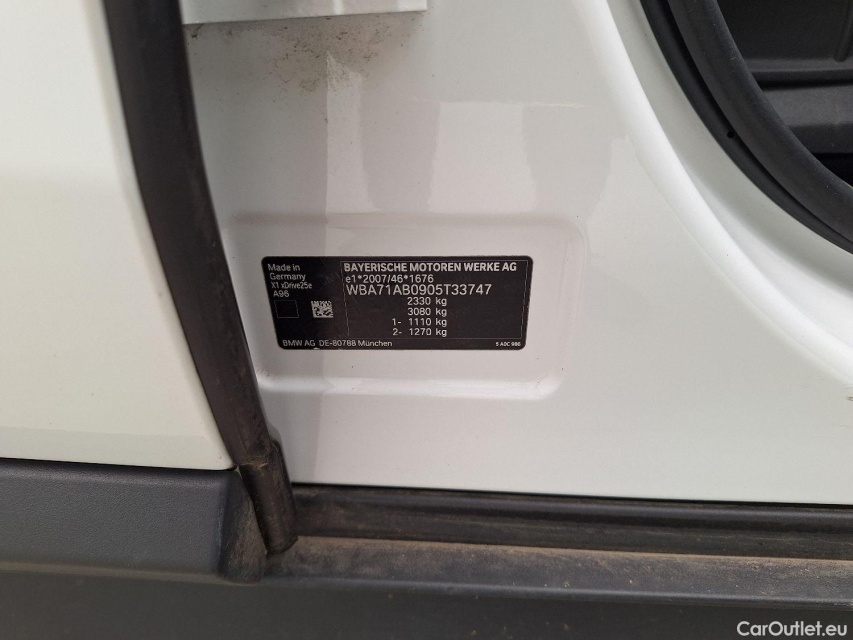 Made in
Germany
X1 xDrive25e
A96
BAYERISCHE MOTOREN WERKE AG
e1*2007/46*1676
WBA71AB0905T33747
2330 kg
3080 kg
1- 1110 kg
2- 1270 kg
BMW AG DE-80788 München
5 A0C 986
CarOutlet.eu